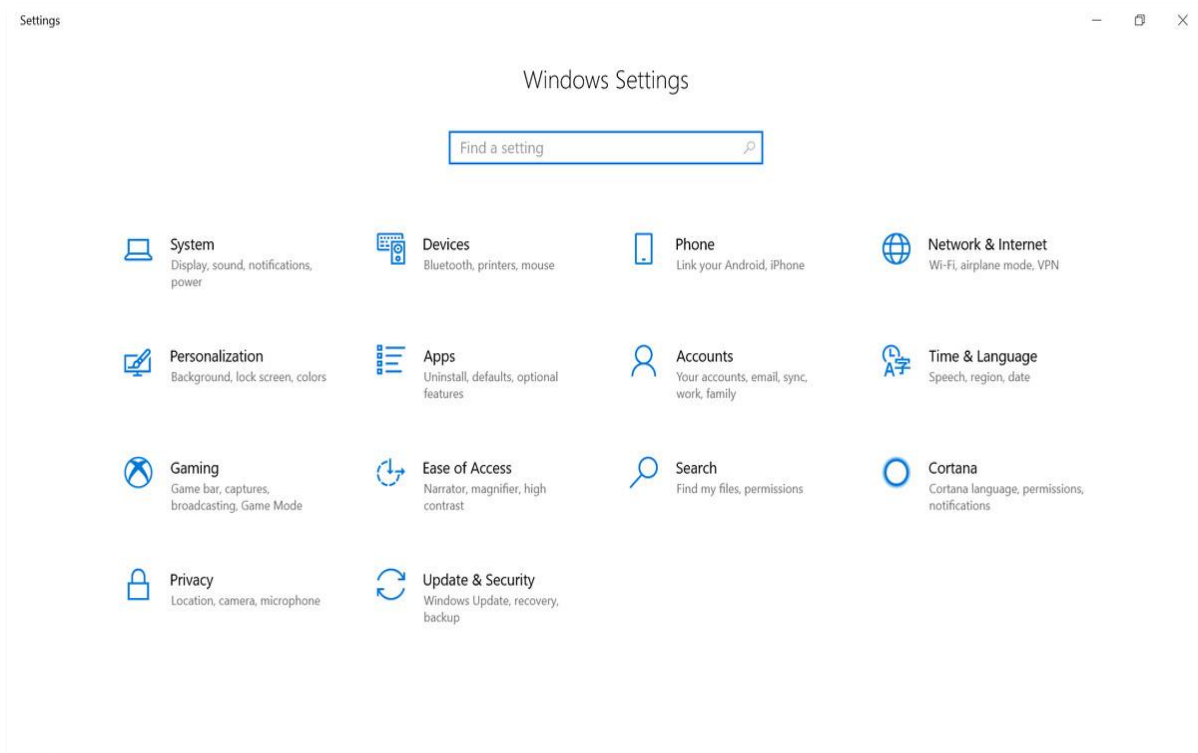 Settings
Windows Settings
Find a setting
System
Display, sound, notifications,
power
Devices
Bluetooth, printers, mouse
Phone
Link your Android, iPhone
Network & Internet
Wi-Fi, airplane mode, VPN
Personalization
Background, lock screen, colors
Apps
Uninstall, defaults, optional
features
Accounts
Your accounts, email, sync,
work, family
Time & Language
Speech, region, date
Gaming
Game bar, captures,
broadcasting, Game Mode
Ease of Access
Narrator, magnifier, high
contrast
Search
Find my files, permissions
Cortana
Cortana language, permissions,
notifications
Privacy
Location, camera, microphone
Update & Security
Windows Update, recovery,
backup